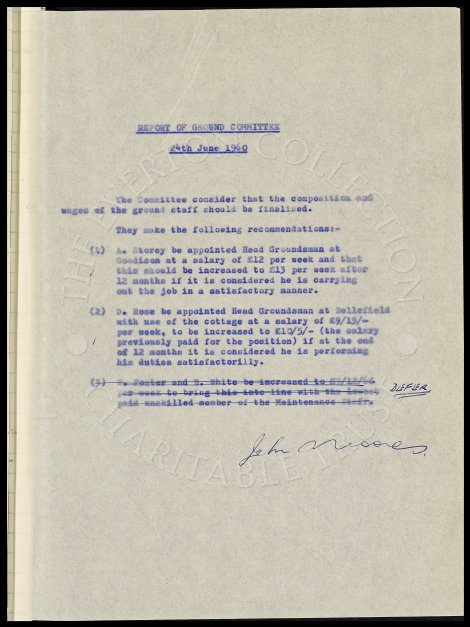 REPORT OF GROUND COMMITTEE
24th June 1960
The Committee consider that the composition and
wages of the ground staff should be finalised.
They make the following recommendations:-
(1) A. Storey be appointed Head Groundsman at
Goodison at a salary of £12 per week and that
this should be increased to £13 per week after
12 months if it is considered he is carrying
out the job in a satisfactory manner.
(2) D. Rose be appointed Head Groundsman at Bellefield
with use of the cottage at a salary of £9/15/-
per week, to be increased to £10/5/- (the salary
previously paid for the position) if at the end
of 12 months it is considered he is performing
his duties satisfactorilly.
(3) Foster and White be increased to
per week to bring this into line with the lowest
paid unskilled member of the Maintenance Staff.
DEFER
John Moores
THE EVERTON COLLECTION
CHARITABLE TRUST